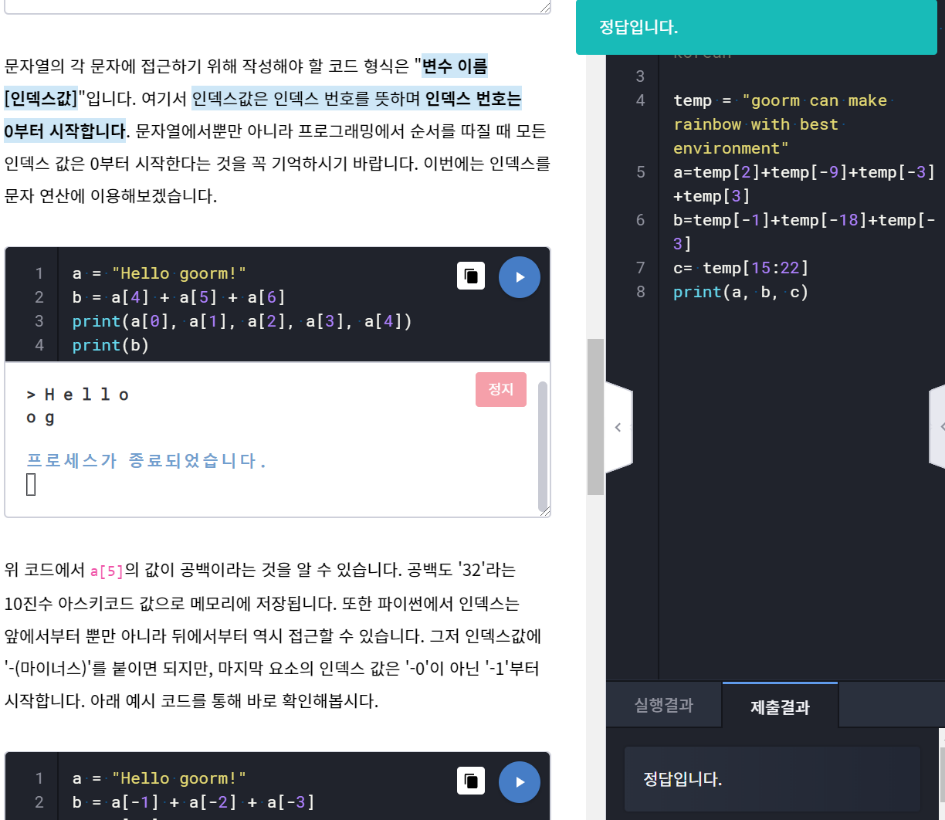 문자열의 각 문자에 접근하기 위해 작성해야 할 코드 형식은 "변수 이름
[인덱스값]"입니다. 여기서 인덱스값은 인덱스 번호를 뜻하며 인덱스 번호는
0부터 시작합니다. 문자열에서뿐만 아니라 프로그래밍에서 순서를 따질 때 모든
인덱스 값은 0부터 시작한다는 것을 꼭 기억하시기 바랍니다. 이번에는 인덱스를
문자 연산에 이용해보겠습니다.
1 a = "Hello goorm!"
2 b = a[4] + a[5] + a[6]
3 print(a[0], a[1], a[2], a[3], a[4])
4 print(b)
> H e l l o
o g
정지
프로세스가 종료되었습니다.
위 코드에서 a[5]의 값이 공백이라는 것을 알 수 있습니다. 공백도 '32'라는
10진수 아스키코드 값으로 메모리에 저장됩니다. 또한 파이썬에서 인덱스는
앞에서부터 뿐만 아니라 뒤에서부터 역시 접근할 수 있습니다. 그저 인덱스값에
'-(마이너스)'를 붙이면 되지만, 마지막 요소의 인덱스 값은 '-0'이 아닌 '-1'부터
시작합니다. 아래 예시 코드를 통해 바로 확인해봅시다.
1 a = "Hello goorm!"
2 b = a[-1] + a[-2] + a[-3]
정답입니다.
3
4 temp = "goorm can make
rainbow with best
environment"
5 a=temp[2]+temp[-9]+temp[-3]
+temp[3]
6 b=temp[-1]+temp[-18]+temp[-
3]
7 c= temp[15:22]
8 print(a, b, c)
실행결과
제출결과
정답입니다.